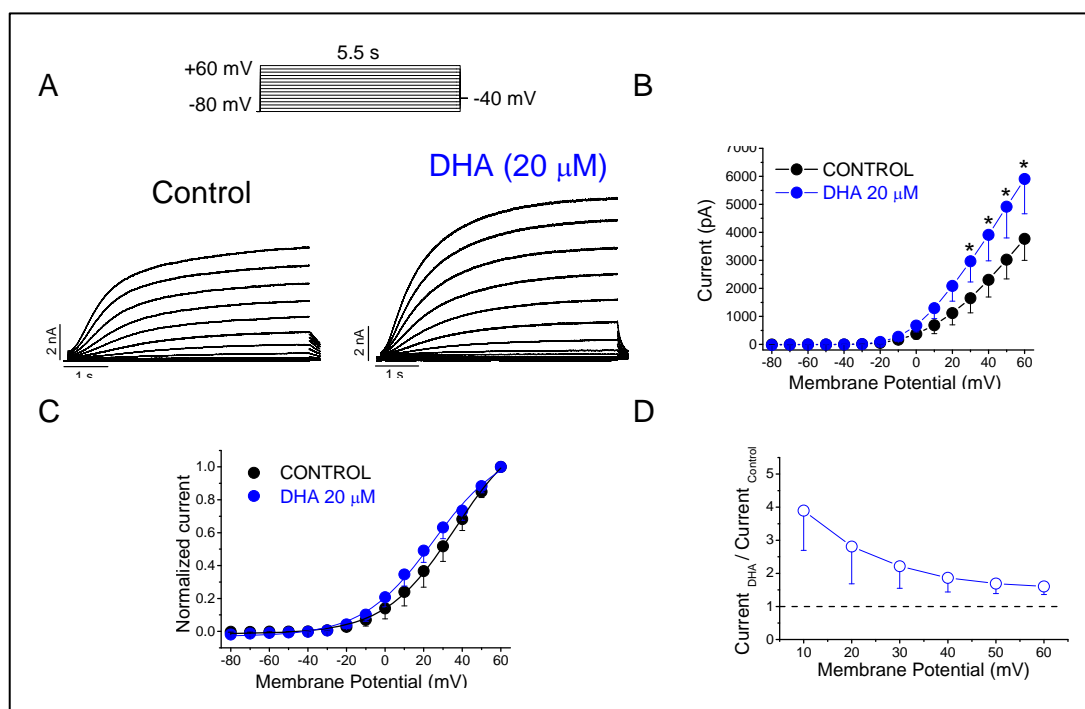 A
5.5 s
+60 mV
-80 mV
-40 mV
Control
DHA (20 μM)
2 nA
1 s
2 nA
1 s
B
CONTROL
DHA 20 μM
7000
6000
5000
4000
3000
2000
1000
0
Current (pA)
* * * *
-80 -60 -40 -20 0 20 40 60
Membrane Potential (mV)
C
CONTROL
DHA 20 μM
1.0
0.8
0.6
0.4
0.2
0.0
Normalized current
-80 -60 -40 -20 0 20 40 60
Membrane Potential (mV)
D
5
4
3
2
1
0
Current DHA / Current Control
10 20 30 40 50 60
Membrane Potential (mV)